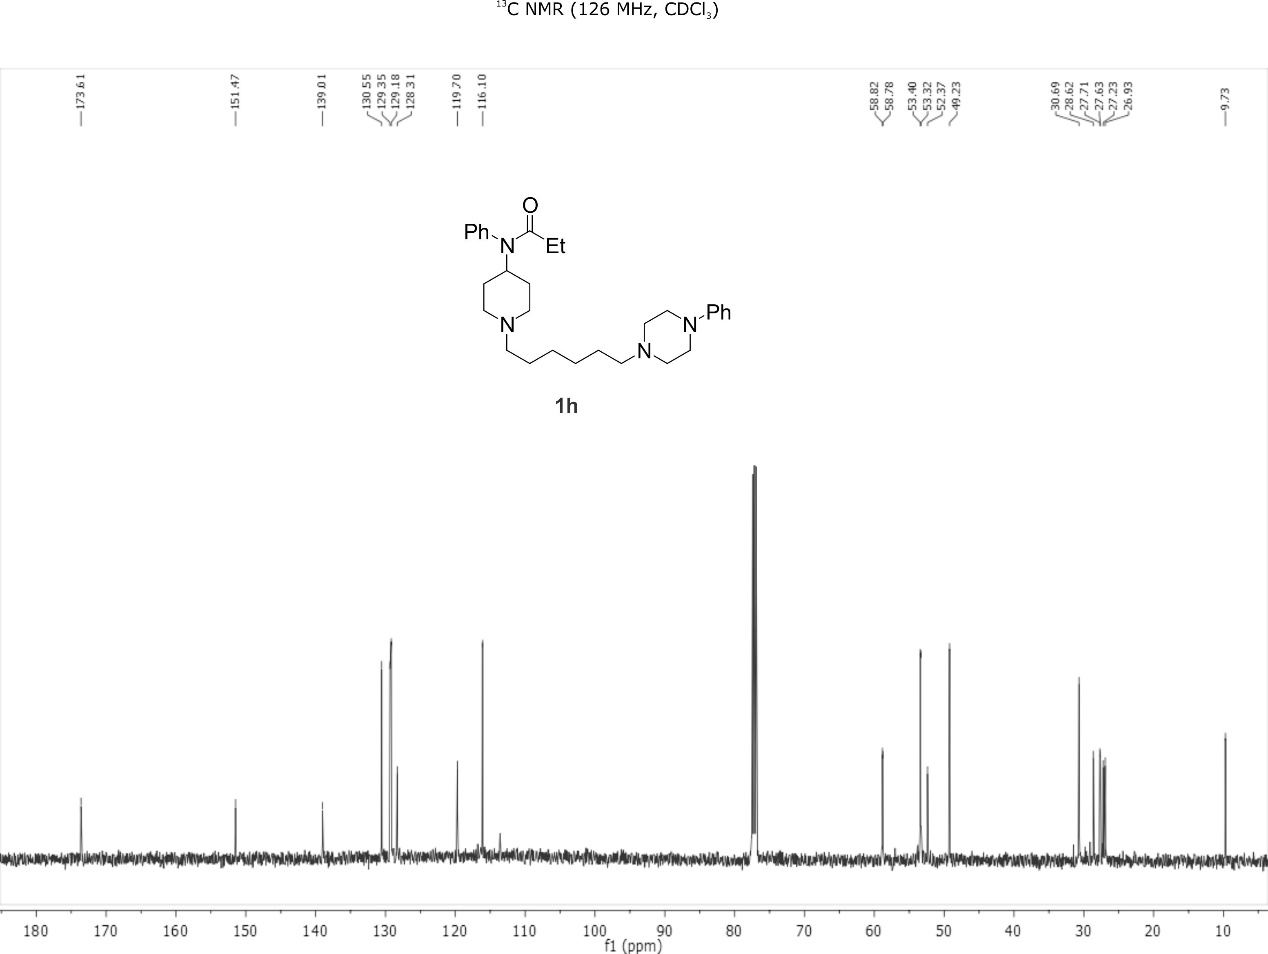 ¹³C NMR (126 MHz, CDCl₃)
173.61
151.47
139.01
130.55
129.35
129.18
128.31
119.70
116.10
58.82
58.78
53.40
53.32
52.37
49.23
30.69
28.62
27.71
27.63
27.23
26.93
9.73
O
Ph
N
Et
N
N
N
Ph
1h
180 170 160 150 140 130 120 110 100 90 80 70 60 50 40 30 20 10
f1 (ppm)